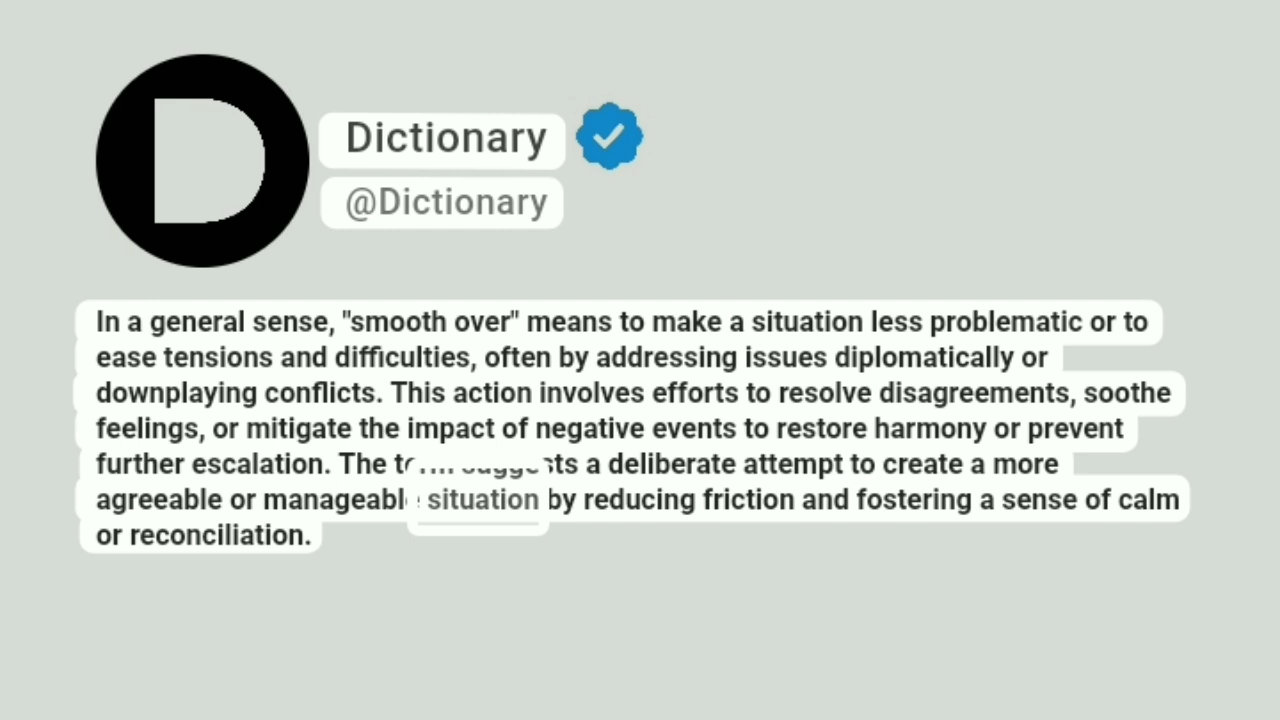 D
Dictionary
@Dictionary
In a general sense, "smooth over" means to make a situation less problematic or to
ease tensions and difficulties, often by addressing issues diplomatically or
downplaying conflicts. This action involves efforts to resolve disagreements, soothe
feelings, or mitigate the impact of negative events to restore harmony or prevent
further escalation. The term suggests a deliberate attempt to create a more
agreeable or manageable situation by reducing friction and fostering a sense of calm
or reconciliation.